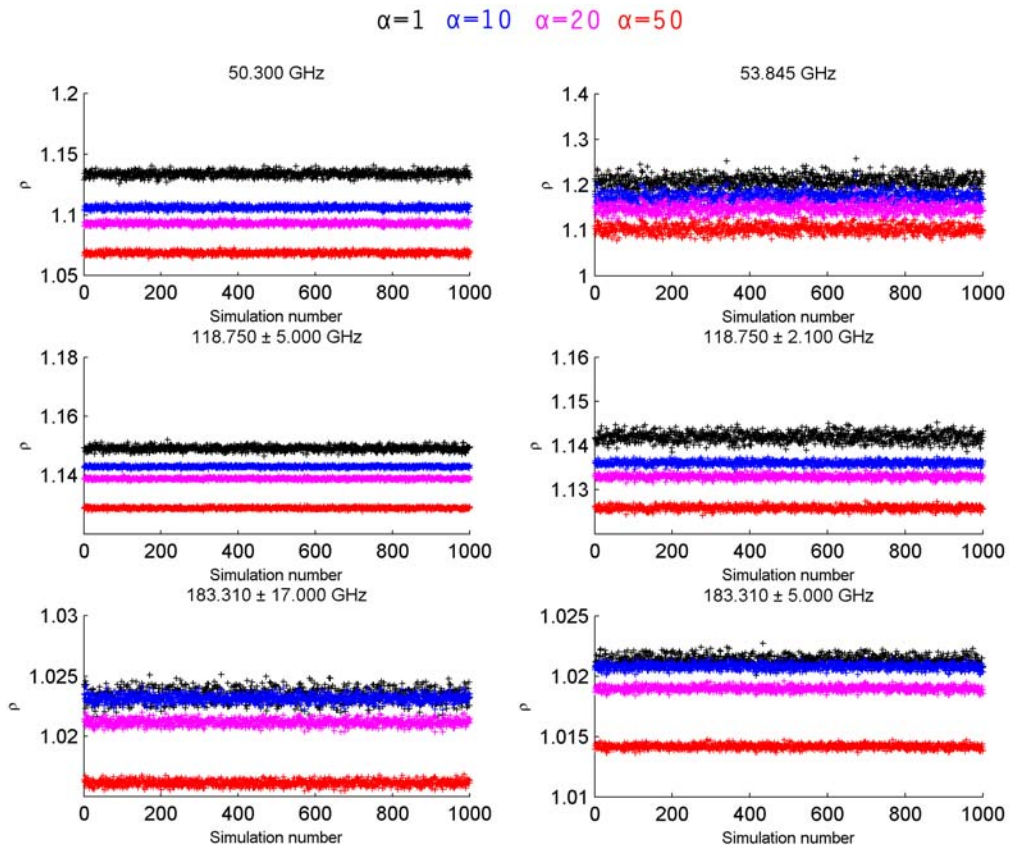 α=1 α=10 α=20 α=50
50.300 GHz
1.2
1.15
1.1
1.05
ρ
0 200 400 600 800 1000
Simulation number
53.845 GHz
1.4
1.3
1.2
1.1
1
ρ
0 200 400 600 800 1000
Simulation number
118.750 ± 5.000 GHz
1.18
1.16
1.14
ρ
0 200 400 600 800 1000
Simulation number
118.750 ± 2.100 GHz
1.16
1.15
1.14
1.13
ρ
0 200 400 600 800 1000
Simulation number
183.310 ± 17.000 GHz
1.03
1.025
1.02
ρ
0 200 400 600 800 1000
Simulation number
183.310 ± 5.000 GHz
1.025
1.02
1.015
1.01
ρ
0 200 400 600 800 1000
Simulation number